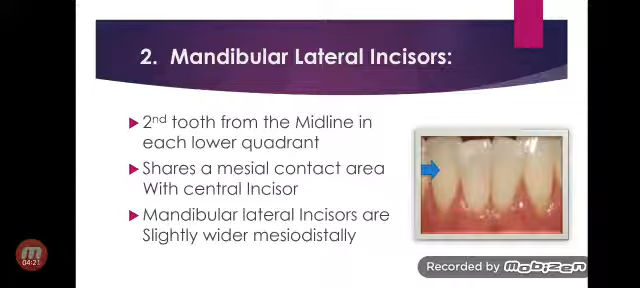 2. Mandibular Lateral Incisors:
2nd tooth from the Midline in
each lower quadrant
Shares a mesial contact area
With central Incisor
Mandibular lateral Incisors are
Slightly wider mesiodistally
04:21
Recorded by mobizen